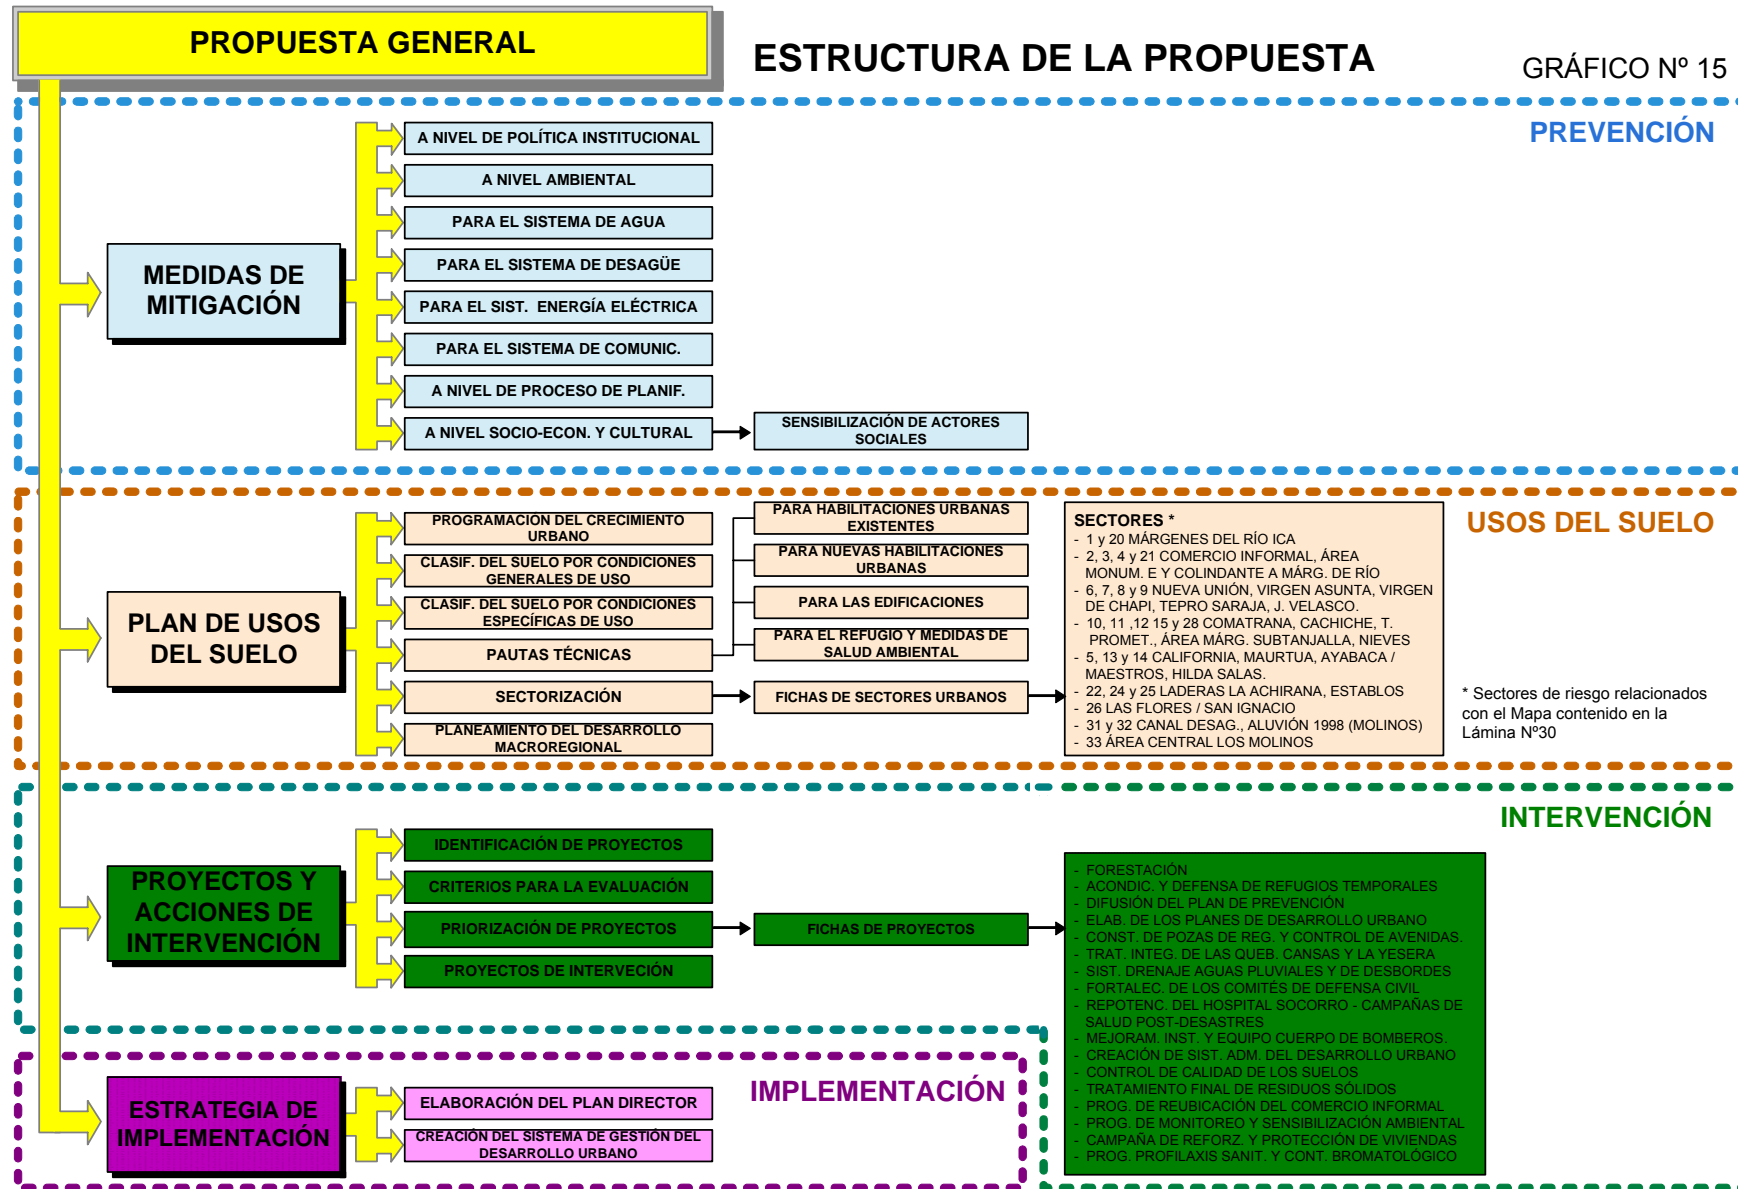 PROPUESTA GENERAL
ESTRUCTURA DE LA PROPUESTA
GRÁFICO Nº 15
PREVENCIÓN
MEDIDAS DE
MITIGACIÓN
A NIVEL DE POLÍTICA INSTITUCIONAL
A NIVEL AMBIENTAL
PARA EL SISTEMA DE AGUA
PARA EL SISTEMA DE DESAGÜE
PARA EL SIST. ENERGÍA ELÉCTRICA
PARA EL SISTEMA DE COMUNIC.
A NIVEL DE PROCESO DE PLANIF.
A NIVEL SOCIO-ECON. Y CULTURAL
SENSIBILIZACIÓN DE ACTORES
SOCIALES
USOS DEL SUELO
PLAN DE USOS
DEL SUELO
PROGRAMACIÓN DEL CRECIMIENTO
URBANO
CLASIF. DEL SUELO POR CONDICIONES
GENERALES DE USO
CLASIF. DEL SUELO POR CONDICIONES
ESPECÍFICAS DE USO
PAUTAS TÉCNICAS
SECTORIZACIÓN
PLANEAMIENTO DEL DESARROLLO
MACROREGIONAL
PARA HABILITACIONES URBANAS
EXISTENTES
PARA NUEVAS HABILITACIONES
URBANAS
PARA LAS EDIFICACIONES
PARA EL REFUGIO Y MEDIDAS DE
SALUD AMBIENTAL
FICHAS DE SECTORES URBANOS
SECTORES *
- 1 y 20 MÁRGENES DEL RÍO ICA
- 2, 3, 4 y 21 COMERCIO INFORMAL, ÁREA
MONUM. E Y COLINDANTE A MÁRG. DE RÍO
- 6, 7, 8 y 9 NUEVA UNIÓN, VIRGEN ASUNTA, VIRGEN
DE CHAPI, TEPRO SARAJA, J. VELASCO.
- 10, 11 ,12 15 y 28 COMATRANA, CACHICHE, T.
PROMET., ÁREA MÁRG. SUBTANJALLA, NIEVES
- 5, 13 y 14 CALIFORNIA, MAURTUA, AYABACA /
MAESTROS, HILDA SALAS.
- 22, 24 y 25 LADERAS LA ACHIRANA, ESTABLOS
- 26 LAS FLORES / SAN IGNACIO
- 31 y 32 CANAL DESAG., ALUVIÓN 1998 (MOLINOS)
- 33 ÁREA CENTRAL LOS MOLINOS
* Sectores de riesgo relacionados
con el Mapa contenido en la
Lámina Nº30
INTERVENCIÓN
PROYECTOS Y
ACCIONES DE
INTERVENCIÓN
IDENTIFICACIÓN DE PROYECTOS
CRITERIOS PARA LA EVALUACIÓN
PRIORIZACIÓN DE PROYECTOS
PROYECTOS DE INTERVECIÓN
FICHAS DE PROYECTOS
- FORESTACIÓN
- ACONDIC. Y DEFENSA DE REFUGIOS TEMPORALES
- DIFUSIÓN DEL PLAN DE PREVENCIÓN
- ELAB. DE LOS PLANES DE DESARROLLO URBANO
- CONST. DE POZAS DE REG. Y CONTROL DE AVENIDAS.
- TRAT. INTEG. DE LAS QUEB. CANSAS Y LA YESERA
- SIST. DRENAJE AGUAS PLUVIALES Y DE DESBORDES
- FORTALEC. DE LOS COMITÉS DE DEFENSA CIVIL
- REPOTENC. DEL HOSPITAL SOCORRO - CAMPAÑAS DE
SALUD POST-DESASTRES
- MEJORAM. INST. Y EQUIPO CUERPO DE BOMBEROS.
- CREACIÓN DE SIST. ADM. DEL DESARROLLO URBANO
- CONTROL DE CALIDAD DE LOS SUELOS
- TRATAMIENTO FINAL DE RESIDUOS SÓLIDOS
- PROG. DE REUBICACIÓN DEL COMERCIO INFORMAL
- PROG. DE MONITOREO Y SENSIBILIZACIÓN AMBIENTAL
- CAMPAÑA DE REFORZ. Y PROTECCIÓN DE VIVIENDAS
- PROG. PROFILAXIS SANIT. Y CONT. BROMATOLÓGICO
IMPLEMENTACIÓN
ESTRATEGIA DE
IMPLEMENTACIÓN
ELABORACIÓN DEL PLAN DIRECTOR
CREACIÓN DEL SISTEMA DE GESTIÓN DEL
DESARROLLO URBANO